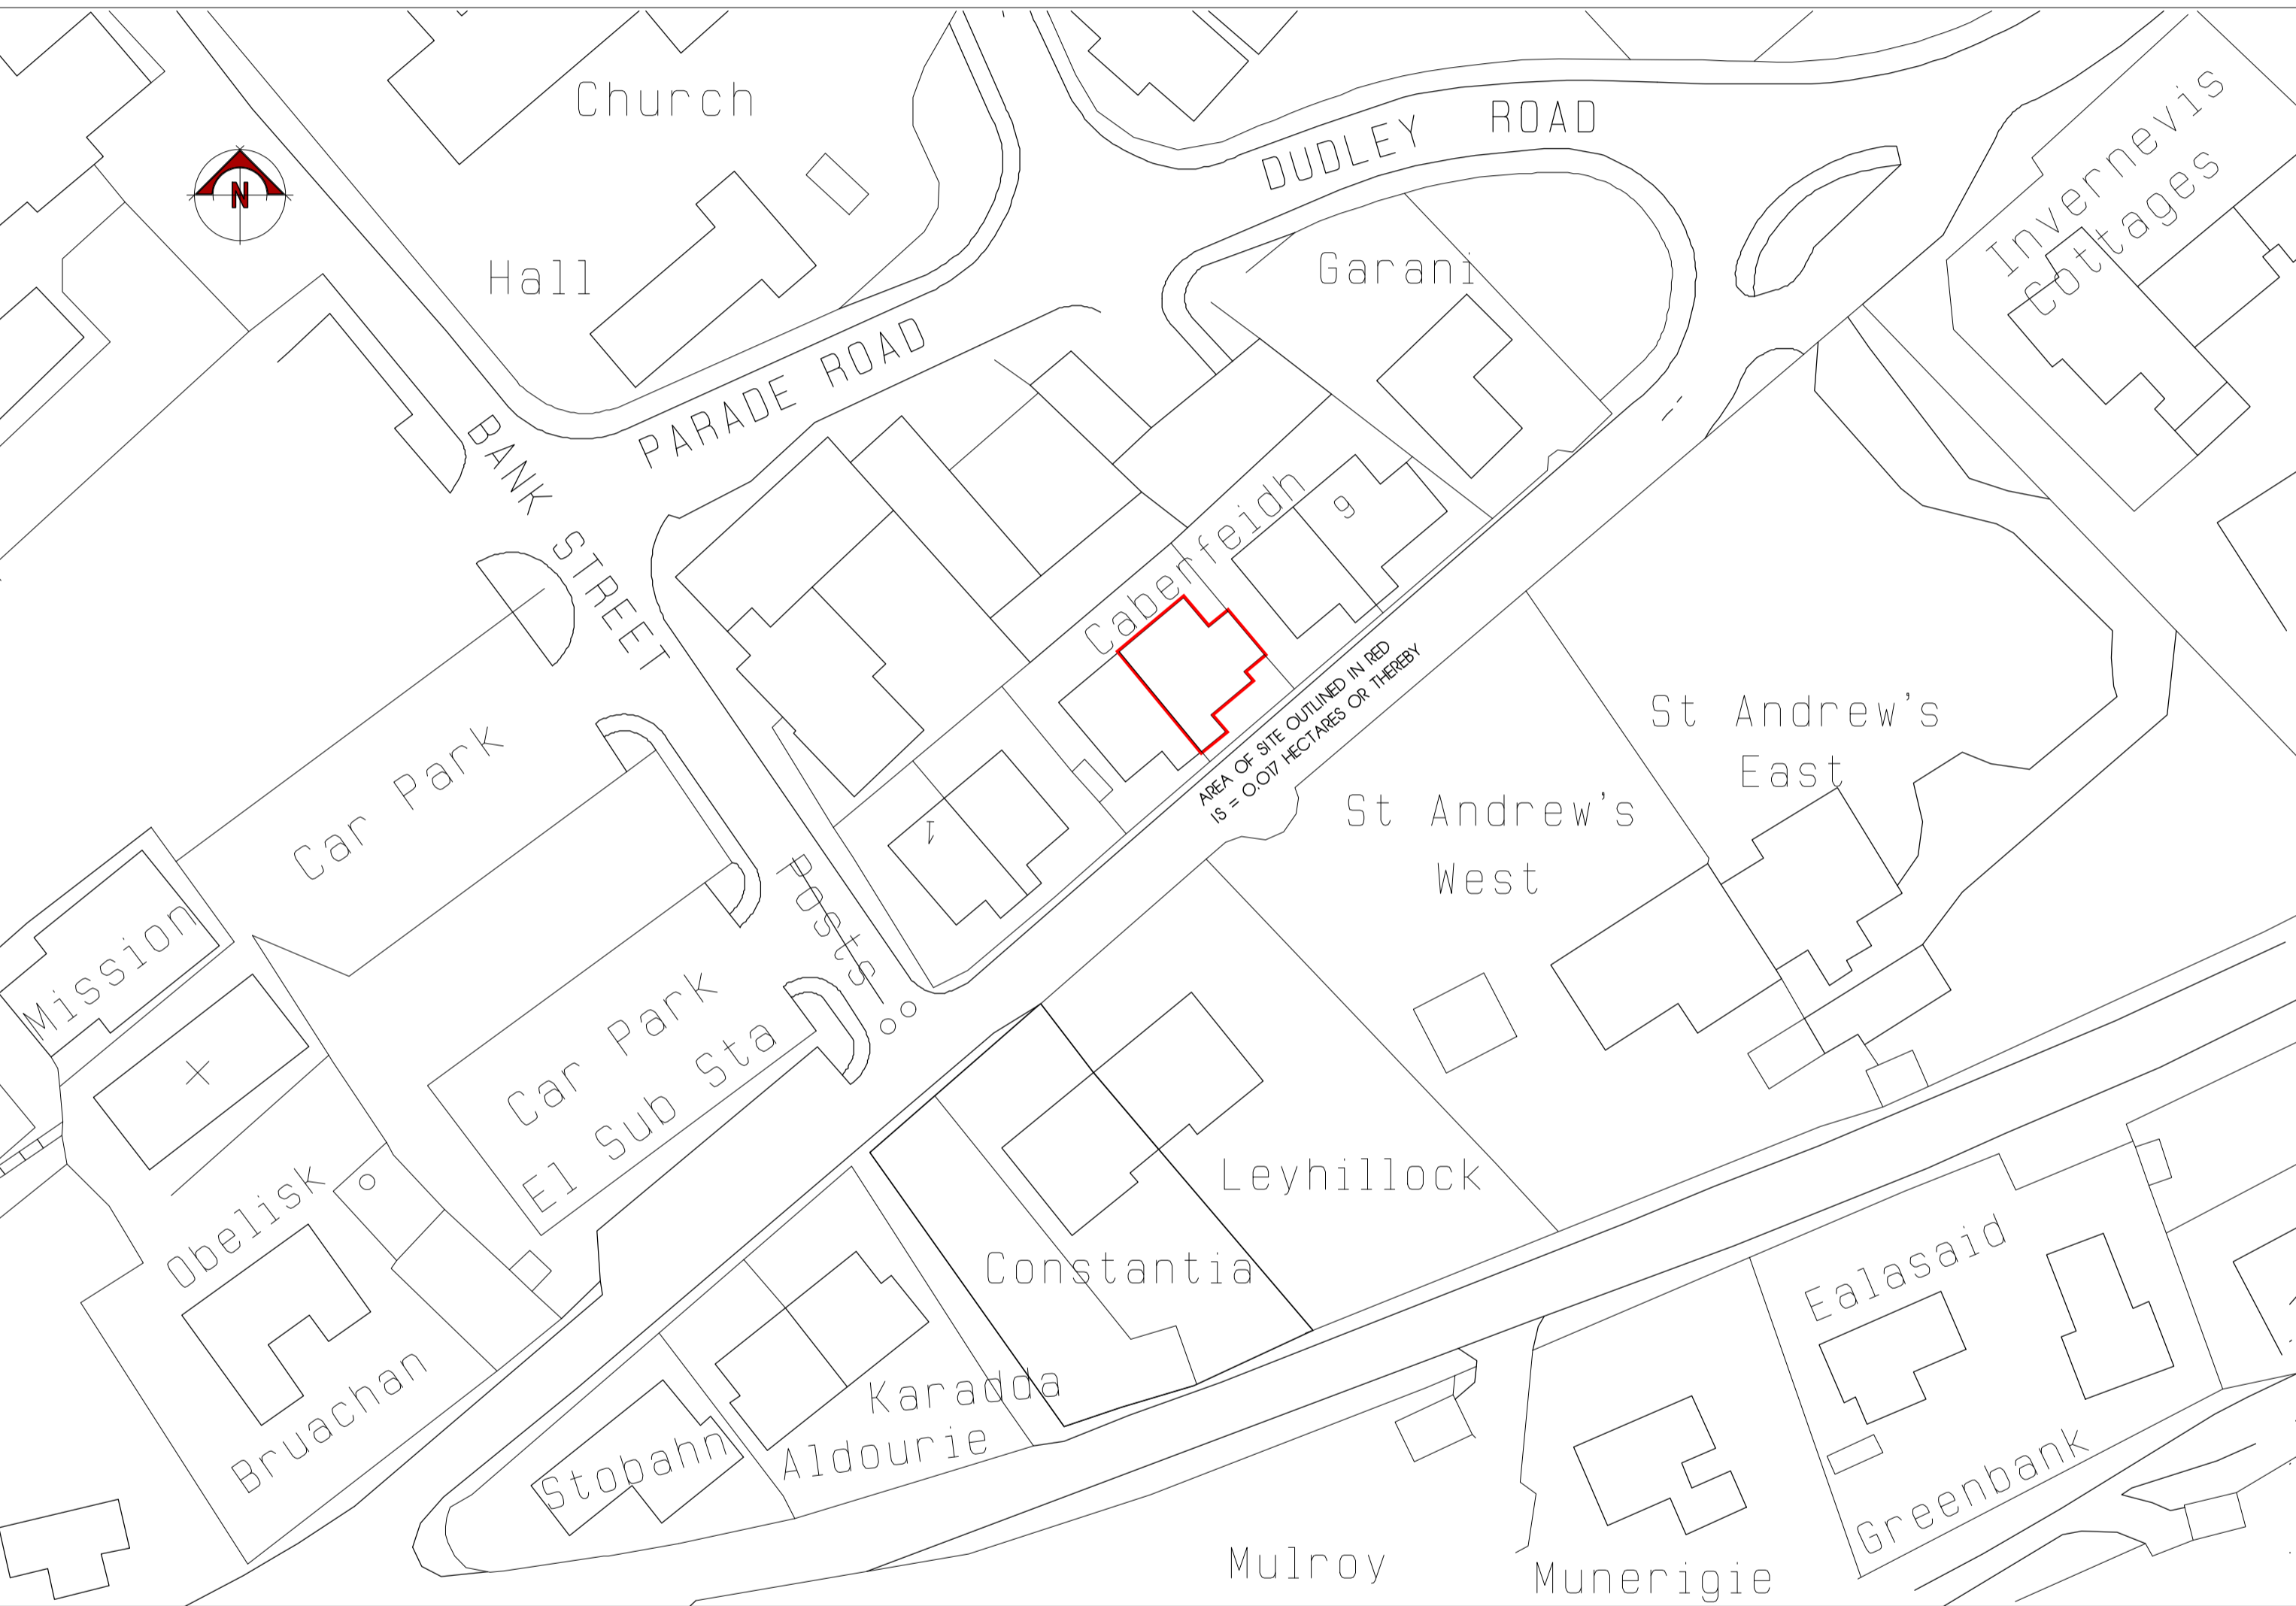 Church
DUDLEY ROAD
Invernevis
Cottages
N
Hall
Garani
PARADE ROAD
BANK STREET
Caberfeidh
9
AREA OF SITE OUTLINED IN RED
IS = 0.017 HECTARES OR THEREBY
St Andrew's
East
St Andrew's
West
Car Park
1
Posts
Mission
Car Park
El Sub Sta
Leyhillock
Obelisk
Constantia
Ealasaid
Bruachan
Karadda
Aldourie
Stobahn
Greenbank
Mulroy
Munerigie